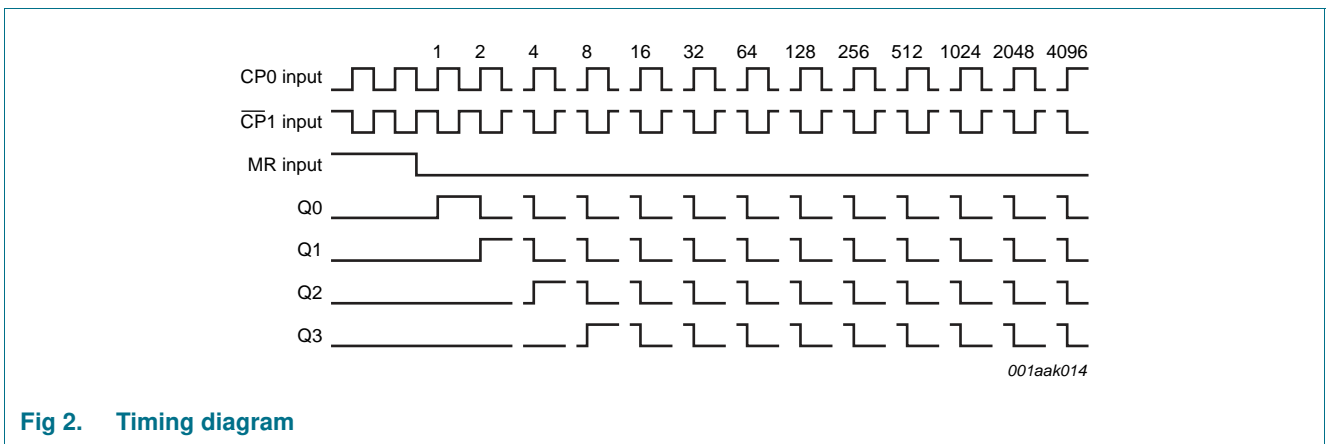 1 2 4 8 16 32 64 128 256 512 1024 2048 4096
CP0 input
C̅P̅1 input
MR input
Q0
Q1
Q2
Q3
001aak014
Fig 2. Timing diagram